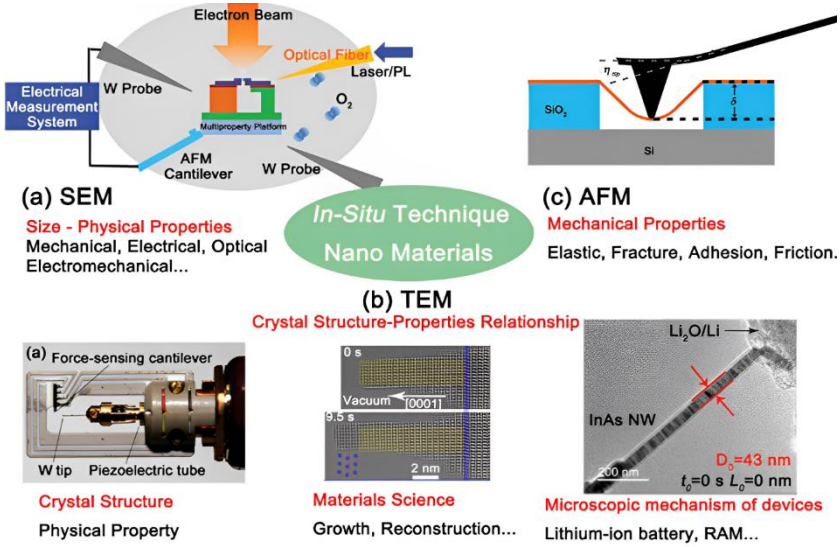 Electron Beam
Optical Fiber
Laser/PL
W Probe
Electrical
Measurement
System
O₂
Multiproperty Platform
AFM
Cantilever
W Probe
(a) SEM
Size - Physical Properties
Mechanical, Electrical, Optical
Electromechanical...
In-Situ Technique
Nano Materials
SiO₂
δ
Si
(c) AFM
Mechanical Properties
Elastic, Fracture, Adhesion, Friction.
(b) TEM
Crystal Structure-Properties Relationship
(a)
Force-sensing cantilever
W tip
Piezoelectric tube
Crystal Structure
Physical Property
0 s
Vacuum
[0001]
9.5 s
2 nm
Materials Science
Growth, Reconstruction...
Li₂O/Li
InAs NW
D₀=43 nm
200 nm
t₀=0 s L₀=0 nm
Microscopic mechanism of devices
Lithium-ion battery, RAM...